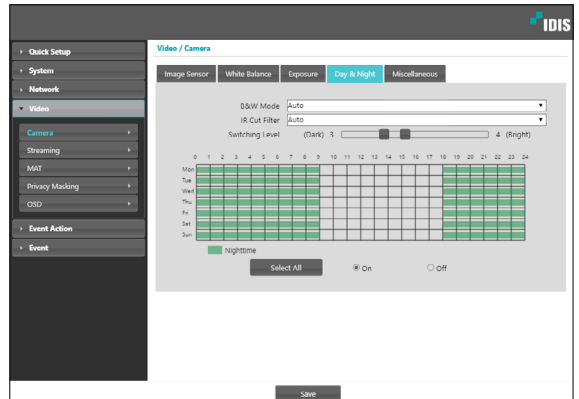 IDIS
Quick Setup
System
Network
Video
Camera
Streaming
MAT
Privacy Masking
OSD
Event Action
Event
Video / Camera
Image Sensor White Balance Exposure Day & Night Miscellaneous
B&W Mode Auto
IR Cut Filter Auto
Switching Level (Dark) 3 4 (Bright)
0 1 2 3 4 5 6 7 8 9 10 11 12 13 14 15 16 17 18 19 20 21 22 23 24
Mon
Tue
Wed
Thu
Fri
Sat
Sun
Nighttime
Select All On Off
Save